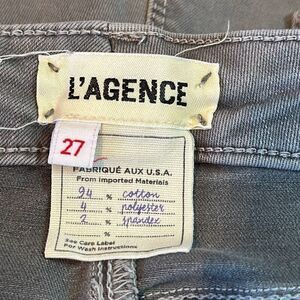 L'AGENCE
27
FABRIQUÉ AUX U.S.A.
From Imported Materials
94 % cotton
4 % polyester
2 % spandex
%
See Care Label
For Wash Instructions